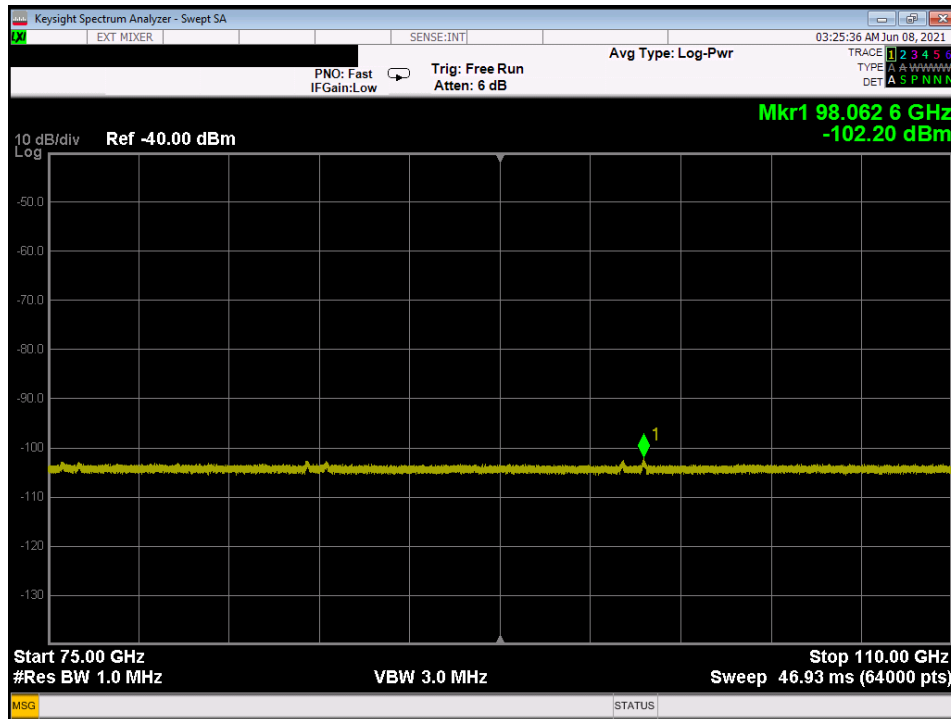 Keysight Spectrum Analyzer - Swept SA
LXI EXT MIXER SENSE:INT 03:25:36 AM Jun 08, 2021
PNO: Fast Trig: Free Run Avg Type: Log-Pwr TRACE 1 2 3 4 5 6
IFGain:Low Atten: 6 dB TYPE A A W W W W
DET A S P N N N
Mkr1 98.062 6 GHz
-102.20 dBm
10 dB/div Ref -40.00 dBm
Log
-50.0
-60.0
-70.0
-80.0
-90.0
1
-100
-110
-120
-130
Start 75.00 GHz Stop 110.00 GHz
#Res BW 1.0 MHz VBW 3.0 MHz Sweep 46.93 ms (64000 pts)
MSG STATUS